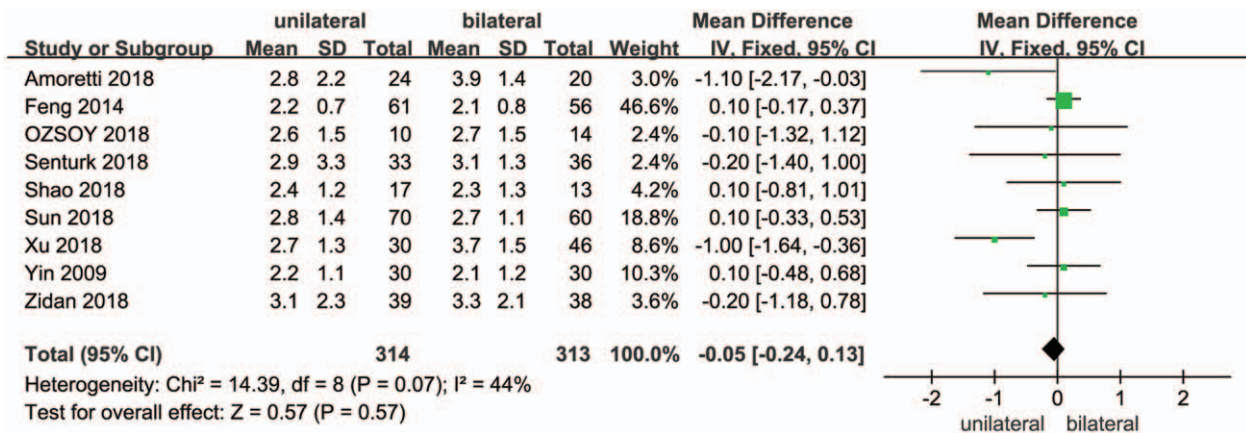 unilateral bilateral Mean Difference Mean Difference
Study or Subgroup Mean SD Total Mean SD Total Weight IV, Fixed, 95% CI IV, Fixed, 95% CI
Amoretti 2018 2.8 2.2 24 3.9 1.4 20 3.0% -1.10 [-2.17, -0.03]
Feng 2014 2.2 0.7 61 2.1 0.8 56 46.6% 0.10 [-0.17, 0.37]
OZSOY 2018 2.6 1.5 10 2.7 1.5 14 2.4% -0.10 [-1.32, 1.12]
Senturk 2018 2.9 3.3 33 3.1 1.3 36 2.4% -0.20 [-1.40, 1.00]
Shao 2018 2.4 1.2 17 2.3 1.3 13 4.2% 0.10 [-0.81, 1.01]
Sun 2018 2.8 1.4 70 2.7 1.1 60 18.8% 0.10 [-0.33, 0.53]
Xu 2018 2.7 1.3 30 3.7 1.5 46 8.6% -1.00 [-1.64, -0.36]
Yin 2009 2.2 1.1 30 2.1 1.2 30 10.3% 0.10 [-0.48, 0.68]
Zidan 2018 3.1 2.3 39 3.3 2.1 38 3.6% -0.20 [-1.18, 0.78]
Total (95% CI) 314 313 100.0% -0.05 [-0.24, 0.13]
Heterogeneity: Chi² = 14.39, df = 8 (P = 0.07); I² = 44%
Test for overall effect: Z = 0.57 (P = 0.57)
-2 -1 0 1 2
unilateral bilateral